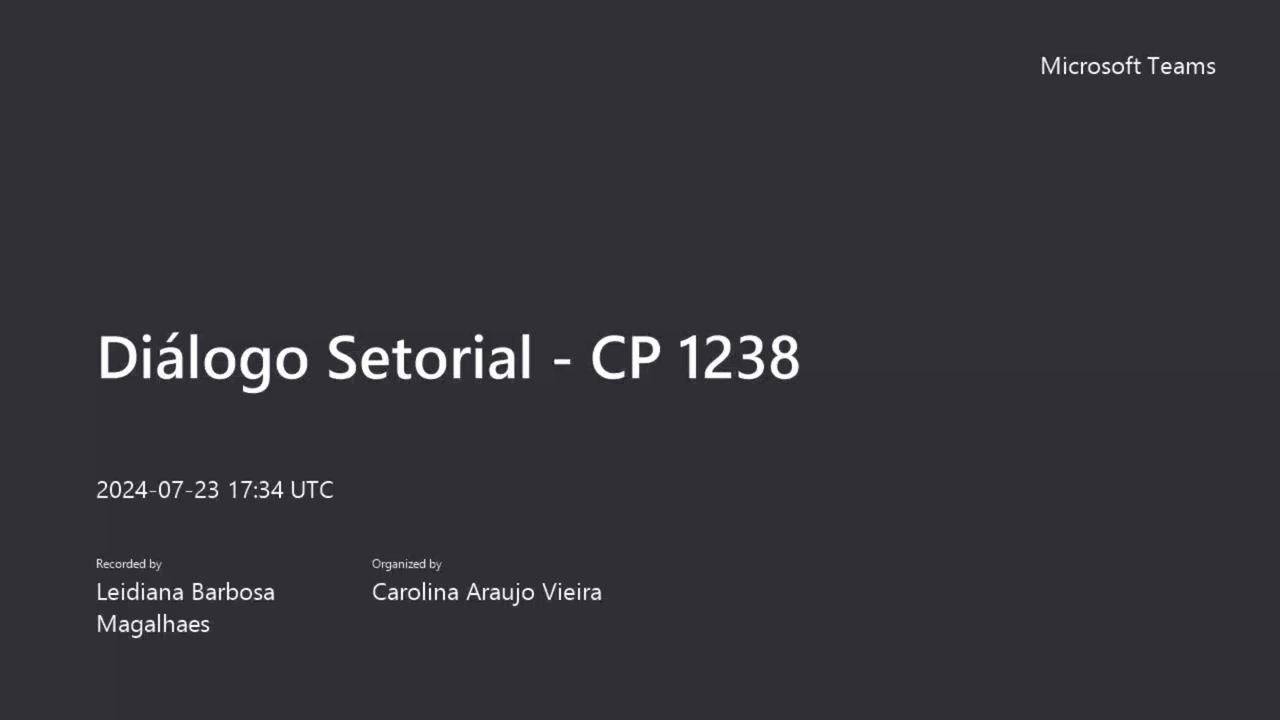 Microsoft Teams
Diálogo Setorial - CP 1238
2024-07-23 17:34 UTC
Recorded by
Leidiana Barbosa
Magalhaes
Organized by
Carolina Araujo Vieira